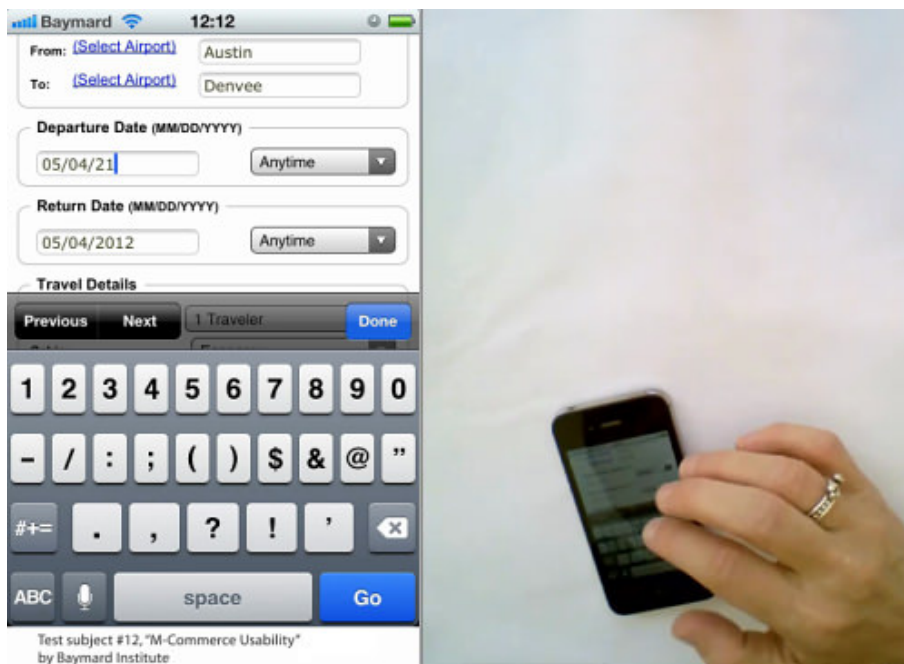 Baymard 12:12
From: (Select Airport) Austin
To: (Select Airport) Denvee
Departure Date (MM/DD/YYYY)
05/04/21 Anytime
Return Date (MM/DD/YYYY)
05/04/2012 Anytime
Travel Details
Previous Next 1 Traveler Done
1 2 3 4 5 6 7 8 9 0
- / : ; ( ) $ & @ "
#+= . , ? ! '
ABC space Go
Test subject #12, "M-Commerce Usability"
by Baymard Institute